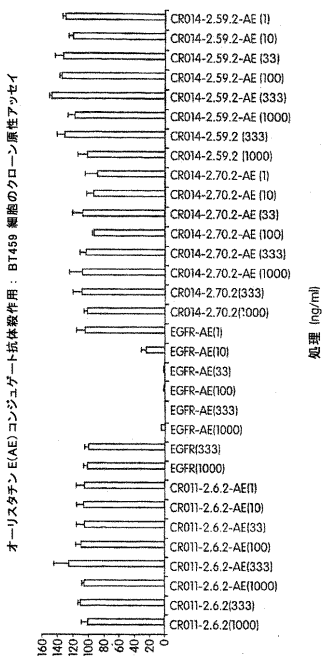 オーリスタチン E(AE) コンジュゲート抗体殺作用： BT459 細胞のクローン原性アッセイ
160
140
120
100
80
60
40
20
0
CR011-2.6.2(1000)
CR011-2.6.2(333)
CR011-2.6.2-AE(1000)
CR011-2.6.2-AE(333)
CR011-2.6.2-AE(100)
CR011-2.6.2-AE(33)
CR011-2.6.2-AE(10)
CR011-2.6.2-AE(1)
EGFR(1000)
EGFR(333)
EGFR-AE(1000)
EGFR-AE(333)
EGFR-AE(100)
EGFR-AE(33)
EGFR-AE(10)
EGFR-AE(1)
CR014-2.70.2(1000)
CR014-2.70.2(333)
CR014-2.70.2-AE (1000)
CR014-2.70.2-AE (333)
CR014-2.70.2-AE (100)
CR014-2.70.2-AE (33)
CR014-2.70.2-AE (10)
CR014-2.70.2-AE (1)
CR014-2.59.2 (1000)
CR014-2.59.2 (333)
CR014-2.59.2-AE (1000)
CR014-2.59.2-AE (333)
CR014-2.59.2-AE (100)
CR014-2.59.2-AE (33)
CR014-2.59.2-AE (10)
CR014-2.59.2-AE (1)
処理 (ng/ml)